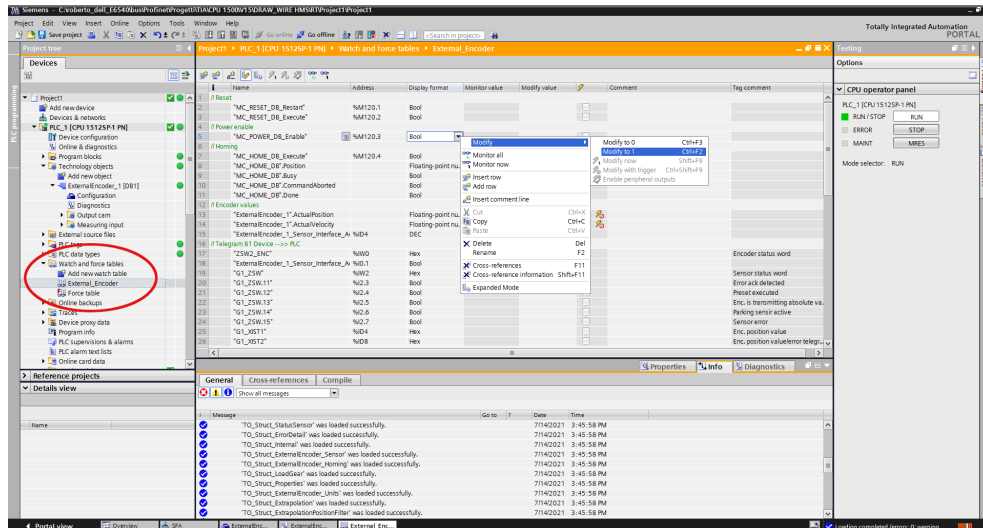 Siemens - C:\roberto_dell_E6540\bus\Profinet\Progetti\TIA\CPU 1500\V15\DRAW_WIRE HMS\RT\Project1\Project1
Project Edit View Insert Online Options Tools Window Help
Totally Integrated Automation
PORTAL
Save project Go online Go offline <Search in project>
Project tree
Project1 PLC_1 [CPU 1512SP-1 PN] Watch and force tables External_Encoder
Testing
Devices
Options
PLC programming
i Name Address Display format Monitor value Modify value Comment Tag comment
CPU operator panel
Project1
Add new device
Devices & Networks
PLC_1 [CPU 1512SP-1 PN]
Device configuration
Online & diagnostics
Program blocks
Technology objects
Add new object
ExternalEncoder_1 [DB1]
Configuration
Diagnostics
Output cam
Measuring input
External source files
PLC tags
PLC data types
Watch and force tables
Add new watch table
External_Encoder
Force table
Online backups
Traces
Device proxy data
Program info
PLC supervisions & alarms
PLC alarm text lists
Online card data
Reference projects
Details view
Name
1 // Reset
2 "MC_RESET_DB_Restart" %M120.1 Bool
3 "MC_RESET_DB_Execute" %M120.2 Bool
4 // Power enable
5 "MC_POWER_DB_Enable" %M120.3 Bool
6 // Homing
7 "MC_HOME_DB_Execute" %M120.4 Bool
8 "MC_HOME_DB".Position Floating-point nu..
9 "MC_HOME_DB".Busy Bool
10 "MC_HOME_DB".CommandAborted Bool
11 "MC_HOME_DB".Done Bool
12 // Encoder values
13 "ExternalEncoder_1".ActualPosition Floating-point nu..
14 "ExternalEncoder_1".ActualVelocity Floating-point nu..
15 "ExternalEncoder_1_Sensor_Interface_A %ID4 DEC
16 // Telegram 81 Device -->> PLC
17 "ZSW2_ENC" %IW0 Hex Encoder status word
18 "ExternalEncoder_1_Sensor_Interface_A %ID.1 Bool
19 "G1_ZSW" %IW2 Hex Sensor status word
20 "G1_ZSW.11" %I2.3 Bool Error ack detected
21 "G1_ZSW.12" %I2.4 Bool Preset executed
22 "G1_ZSW.13" %I2.5 Bool Enc. is transmitting absolute va..
23 "G1_ZSW.14" %I2.6 Bool Parking sensir active
24 "G1_ZSW.15" %I2.7 Bool Sensor error
25 "G1_XIST1" %ID4 Hex Enc. position value
26 "G1_XIST2" %ID8 Hex Enc. position value\error telegr..
Modify
Monitor all
Monitor now
Insert row
Add row
Insert comment line
Cut Ctrl+X
Copy Ctrl+C
Paste Ctrl+V
Delete Del
Rename F2
Cross-references F11
Cross-reference information Shift+F11
Expanded Mode
Modify to 0 Ctrl+F3
Modify to 1 Ctrl+F2
Modify now Shift+F9
Modify with trigger Ctrl+Shift+F9
Enable peripheral outputs
PLC_1 [CPU 1512SP-1 PN]
RUN / STOP RUN
ERROR STOP
MAINT MRES
Mode selector: RUN
Properties Info Diagnostics
General Cross-references Compile
Show all messages
! Message Go to ? Date Time
'TO_Struct_StatusSensor' was loaded successfully. 7/14/2021 3:45:58 PM
'TO_Struct_ErrorDetail' was loaded successfully. 7/14/2021 3:45:58 PM
'TO_Struct_Internal' was loaded successfully. 7/14/2021 3:45:58 PM
'TO_Struct_ExternalEncoder_Sensor' was loaded successfully. 7/14/2021 3:45:58 PM
'TO_Struct_ExternalEncoder_Homing' was loaded successfully. 7/14/2021 3:45:58 PM
'TO_Struct_LoadGear' was loaded successfully. 7/14/2021 3:45:58 PM
'TO_Struct_Properties' was loaded successfully. 7/14/2021 3:45:58 PM
'TO_Struct_ExternalEncoder_Units' was loaded successfully. 7/14/2021 3:45:58 PM
'TO_Struct_Extrapolation' was loaded successfully. 7/14/2021 3:45:58 PM
'TO_Struct_ExtrapolationPositionFilter' was loaded successfully. 7/14/2021 3:45:58 PM
Portal view Overview SFA ExternalEnc... ExternalEnc... External Enc... Loading completed (errors: 0; warning